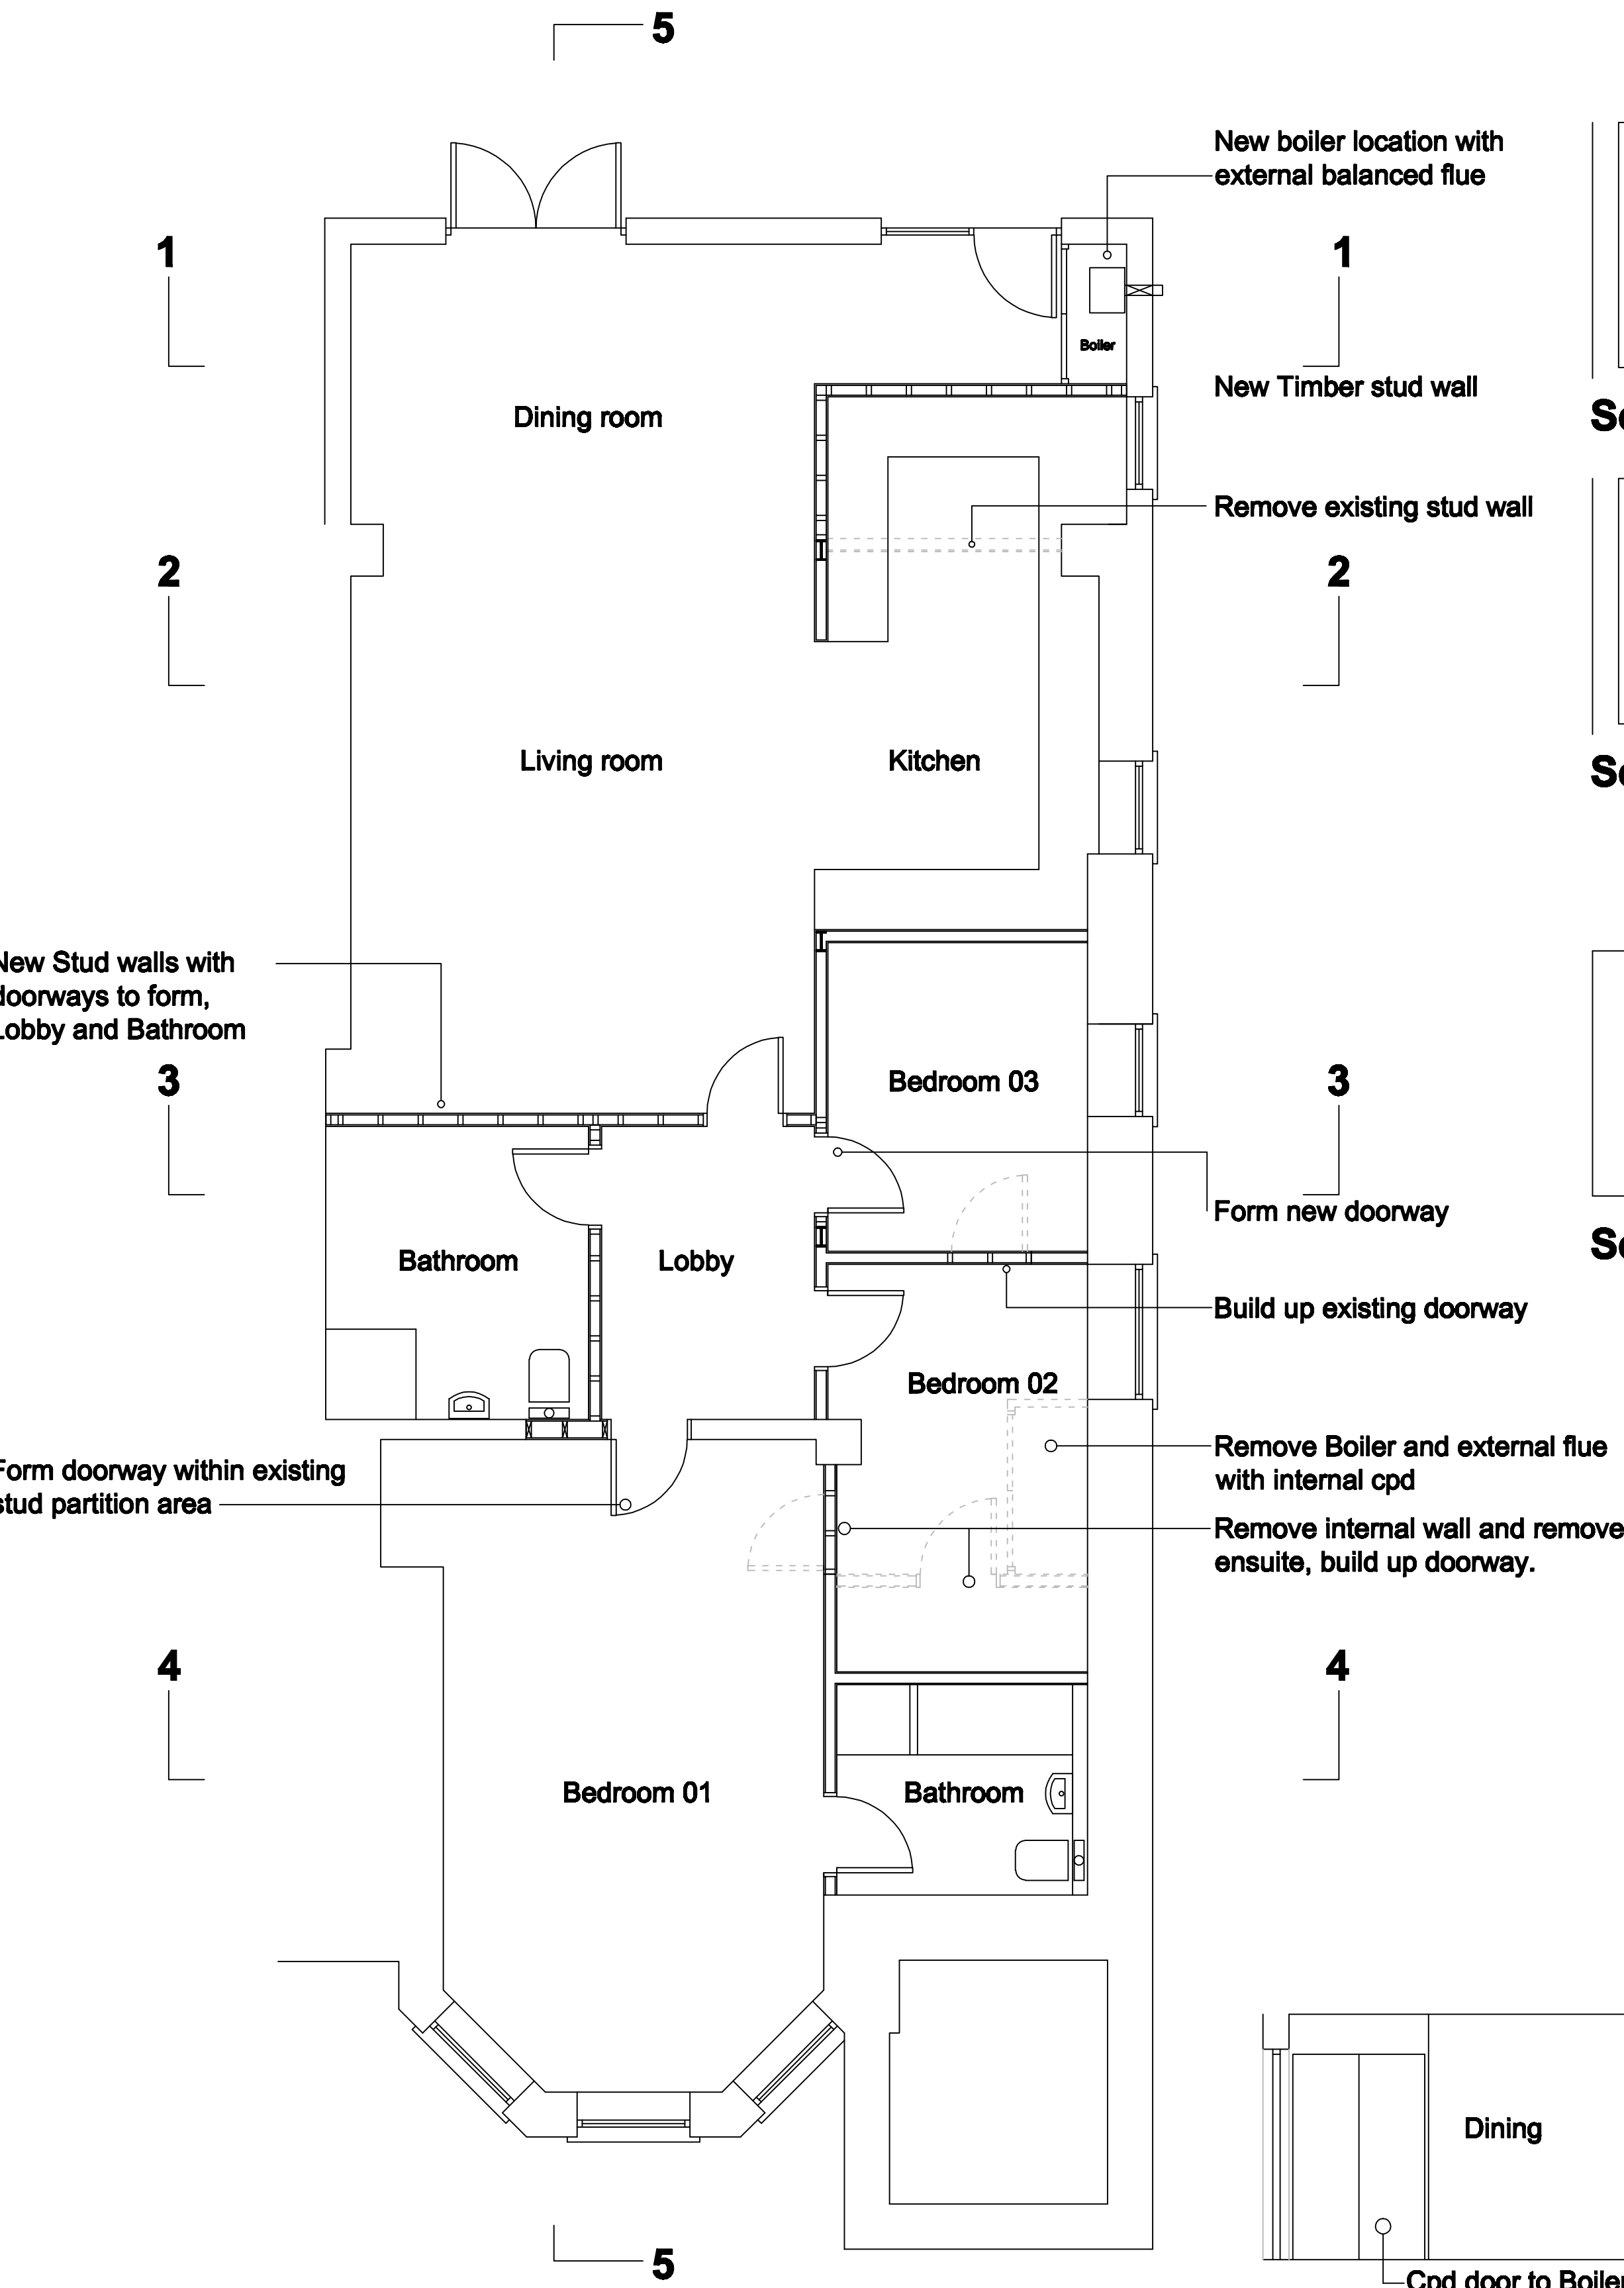 5
New boiler location with
external balanced flue
1
1
Boiler
New Timber stud wall
Dining room
Remove existing stud wall
2
2
Living room
Kitchen
New Stud walls with
doorways to form,
Lobby and Bathroom
3
Bedroom 03
3
Form new doorway
Bathroom
Lobby
Build up existing doorway
Bedroom 02
Remove Boiler and external flue
with internal cpd
Form doorway within existing
stud partition area
Remove internal wall and remove
ensuite, build up doorway.
4
4
Bedroom 01
Bathroom
Dining
5
Cpd door to Boiler